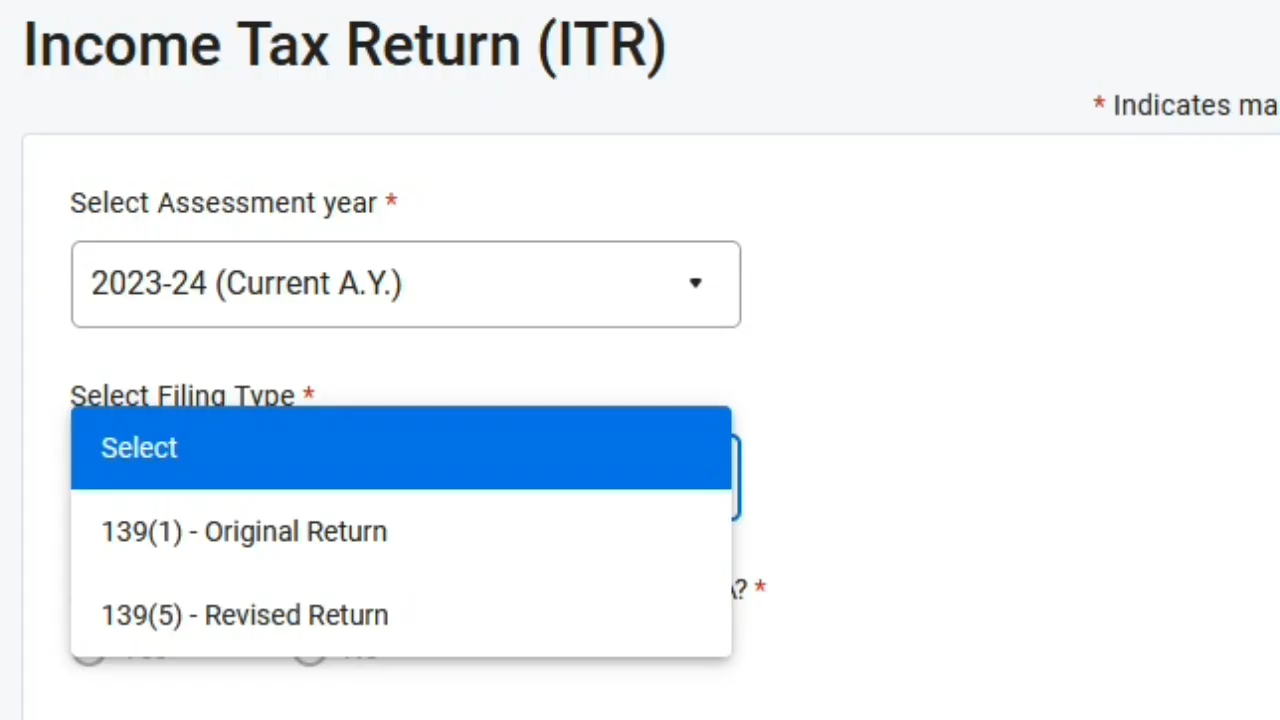 Income Tax Return (ITR)
* Indicates
Select Assessment year *
2023-24 (Current A.Y.)
Select Filing Type *
Select
139(1) - Original Return
139(5) - Revised Return
? *